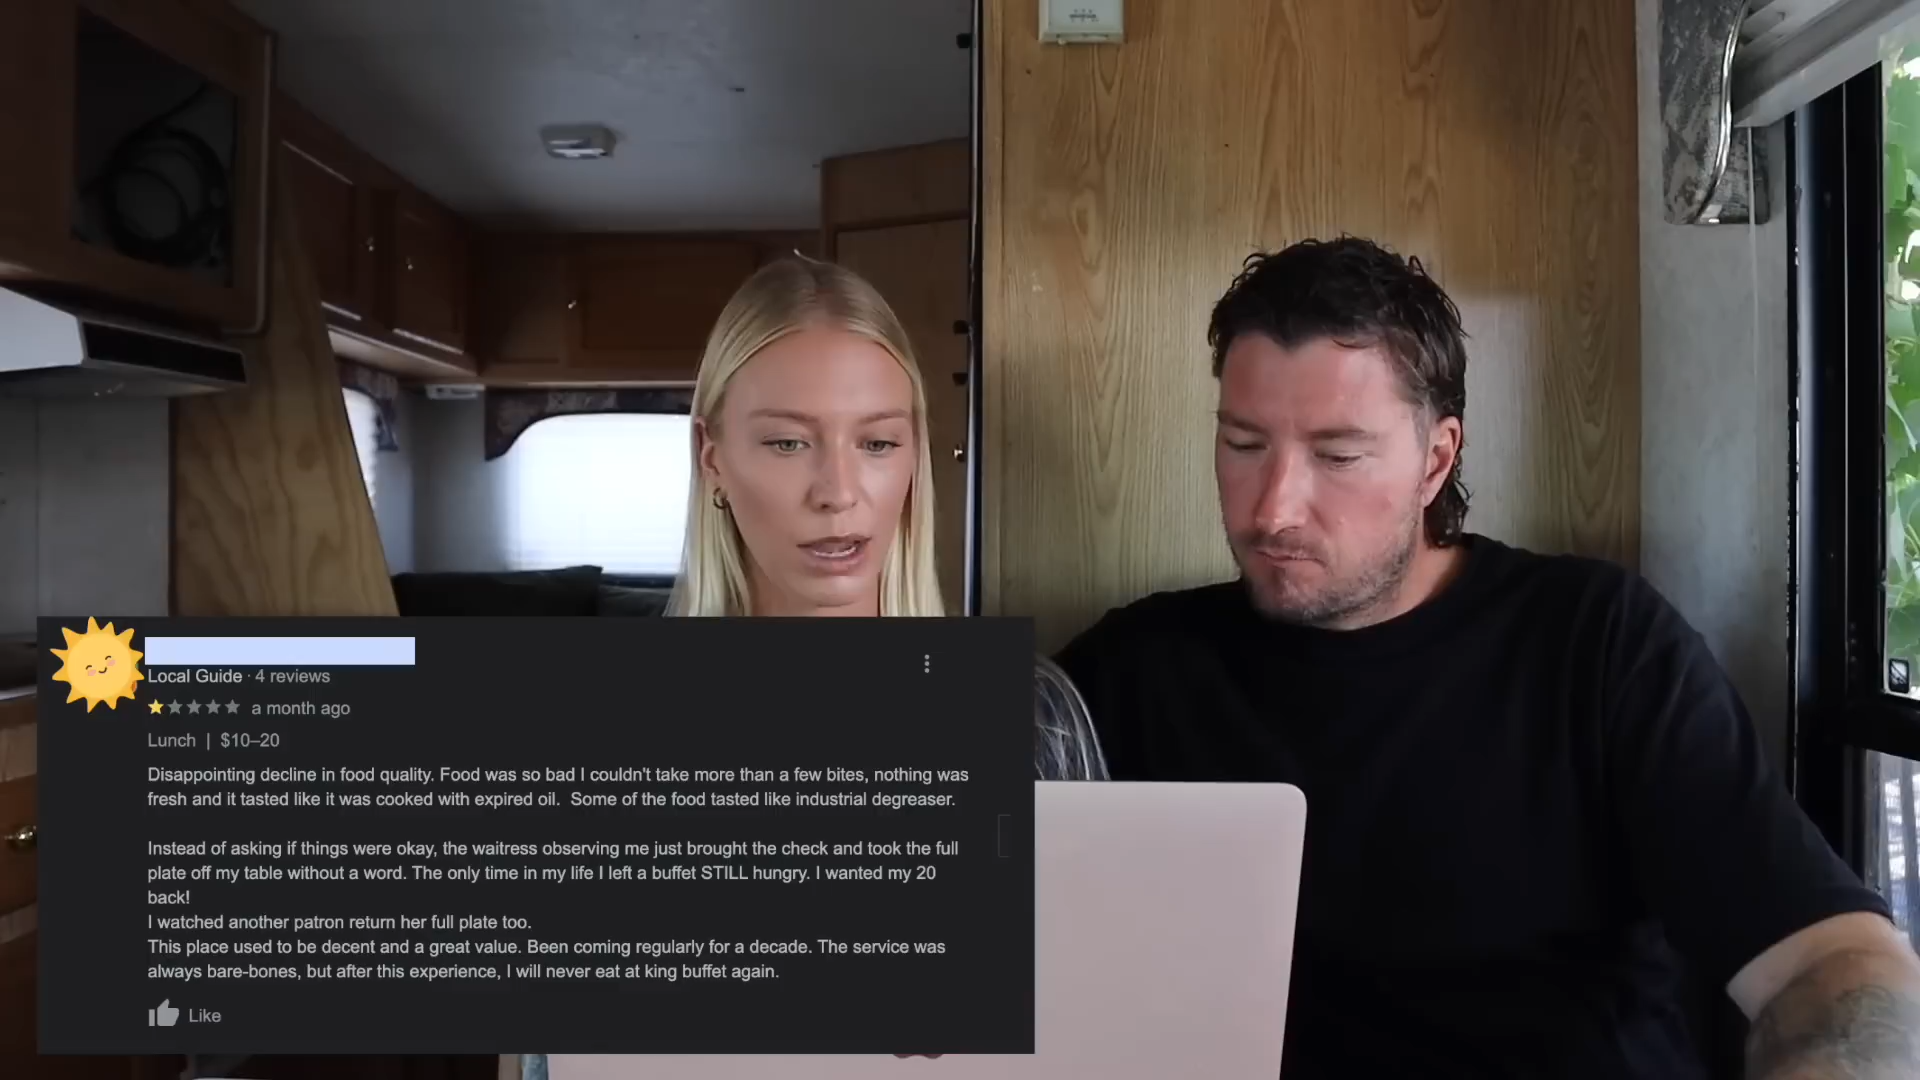 Local Guide · 4 reviews
a month ago
Lunch | $10–20
Disappointing decline in food quality. Food was so bad I couldn't take more than a few bites, nothing was
fresh and it tasted like it was cooked with expired oil.  Some of the food tasted like industrial degreaser.
Instead of asking if things were okay, the waitress observing me just brought the check and took the full
plate off my table without a word. The only time in my life I left a buffet STILL hungry. I wanted my 20
back!
I watched another patron return her full plate too.
This place used to be decent and a great value. Been coming regularly for a decade. The service was
always bare-bones, but after this experience, I will never eat at king buffet again.
Like